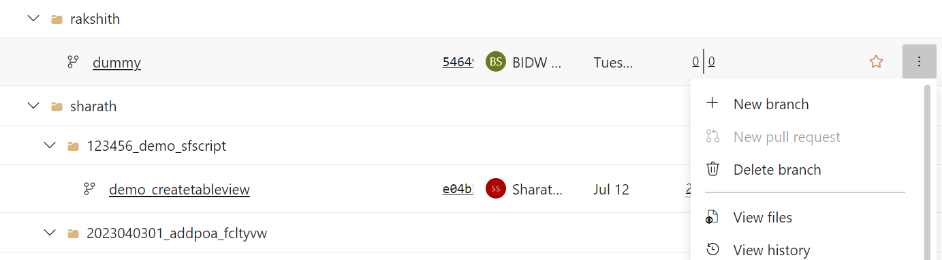 rakshith
dummy 5464 BS BIDW ... Tues... 0 0
New branch
sharath
New pull request
123456_demo_sfscript
Delete branch
demo_createtableview e04b ss Sharat... Jul 12 2
View files
2023040301_addpoa_fcltyvw
View history